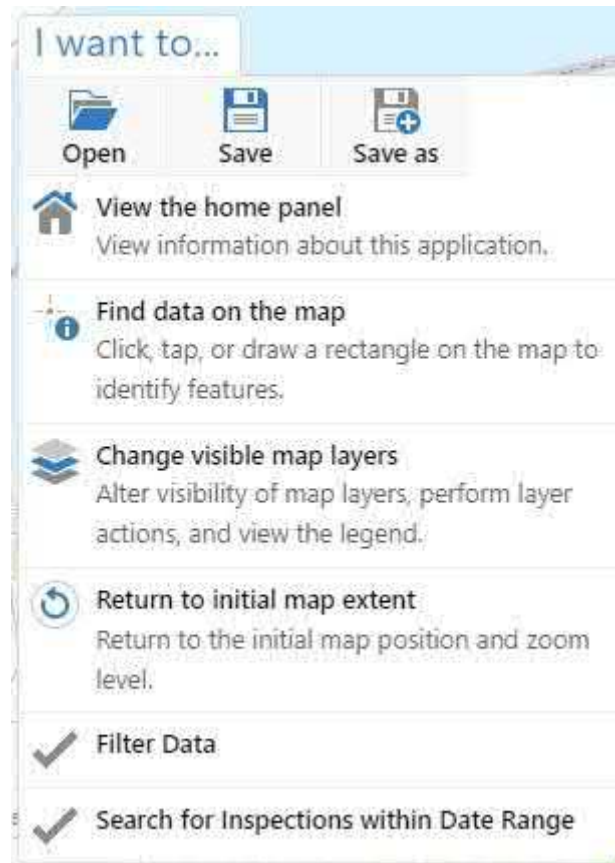 I want to...
Open Save Save as
View the home panel
View information about this application.
Find data on the map
Click, tap, or draw a rectangle on the map to
identify features.
Change visible map layers
Alter visibility of map layers, perform layer
actions, and view the legend.
Return to initial map extent
Return to the initial map position and zoom
level.
Filter Data
Search for Inspections within Date Range